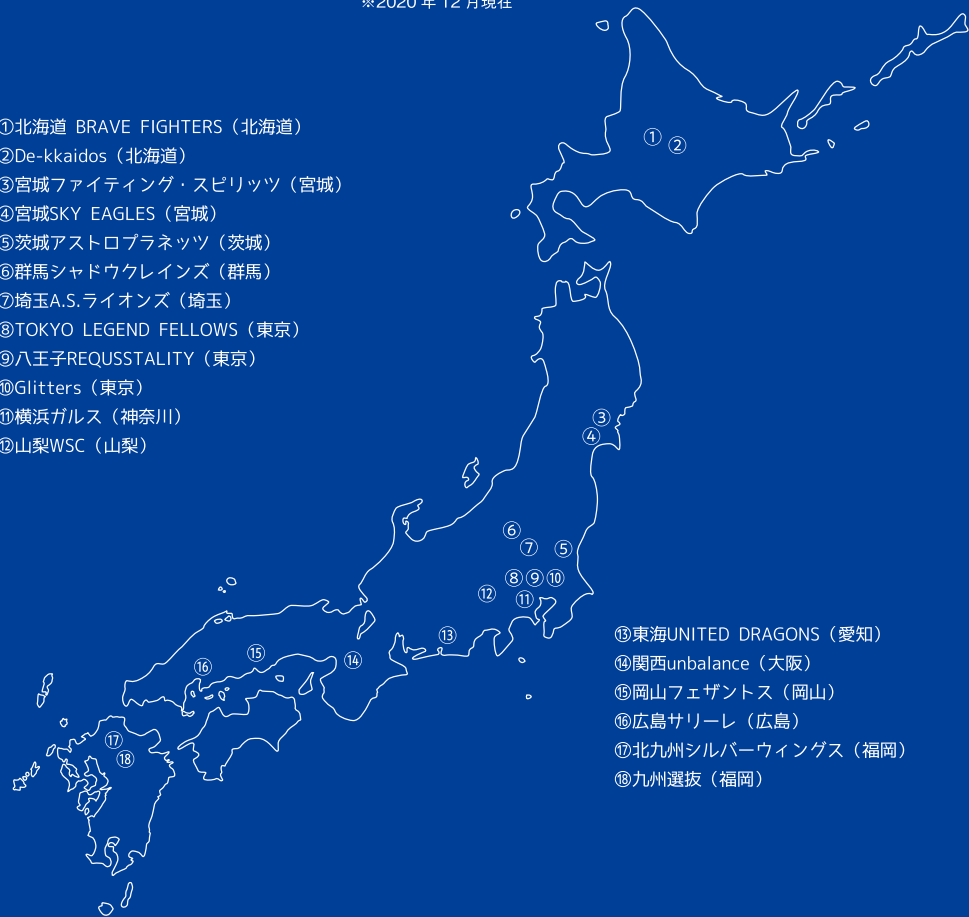 ※2020 年 12 月現在
①北海道 BRAVE FIGHTERS（北海道）
②De-kkaidos（北海道）
③宮城ファイティング・スピリッツ（宮城）
④宮城SKY EAGLES（宮城）
⑤茨城アストロプラネッツ（茨城）
⑥群馬シャドウクレインズ（群馬）
⑦埼玉A.S.ライオンズ（埼玉）
⑧TOKYO LEGEND FELLOWS（東京）
⑨八王子REQUSSTALITY（東京）
⑩Glitters（東京）
⑪横浜ガルス（神奈川）
⑫山梨WSC（山梨）
① ②
③
④
⑥
⑦ ⑤
⑧ ⑨ ⑩
⑫ ⑪
⑬
⑮ ⑭
⑯
⑰
⑱
⑬東海UNITED DRAGONS（愛知）
⑭関西unbalance（大阪）
⑮岡山フェザントス（岡山）
⑯広島サリーレ（広島）
⑰北九州シルバーウィングス（福岡）
⑱九州選抜（福岡）